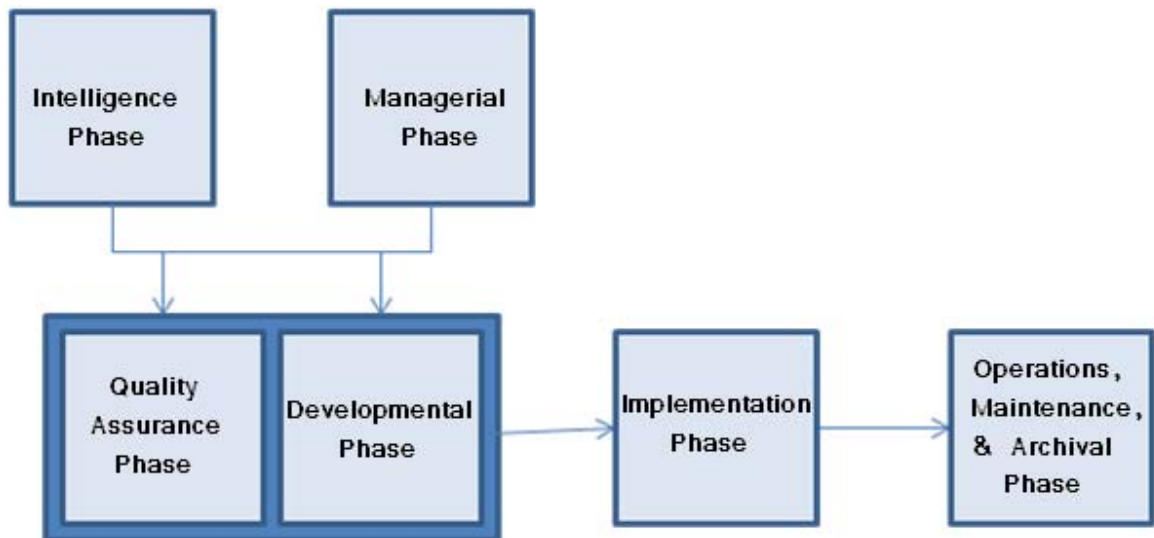 Intelligence
Phase
Managerial
Phase
Quality
Assurance
Phase
Developmental
Phase
Implementation
Phase
Operations,
Maintenance,
& Archival
Phase